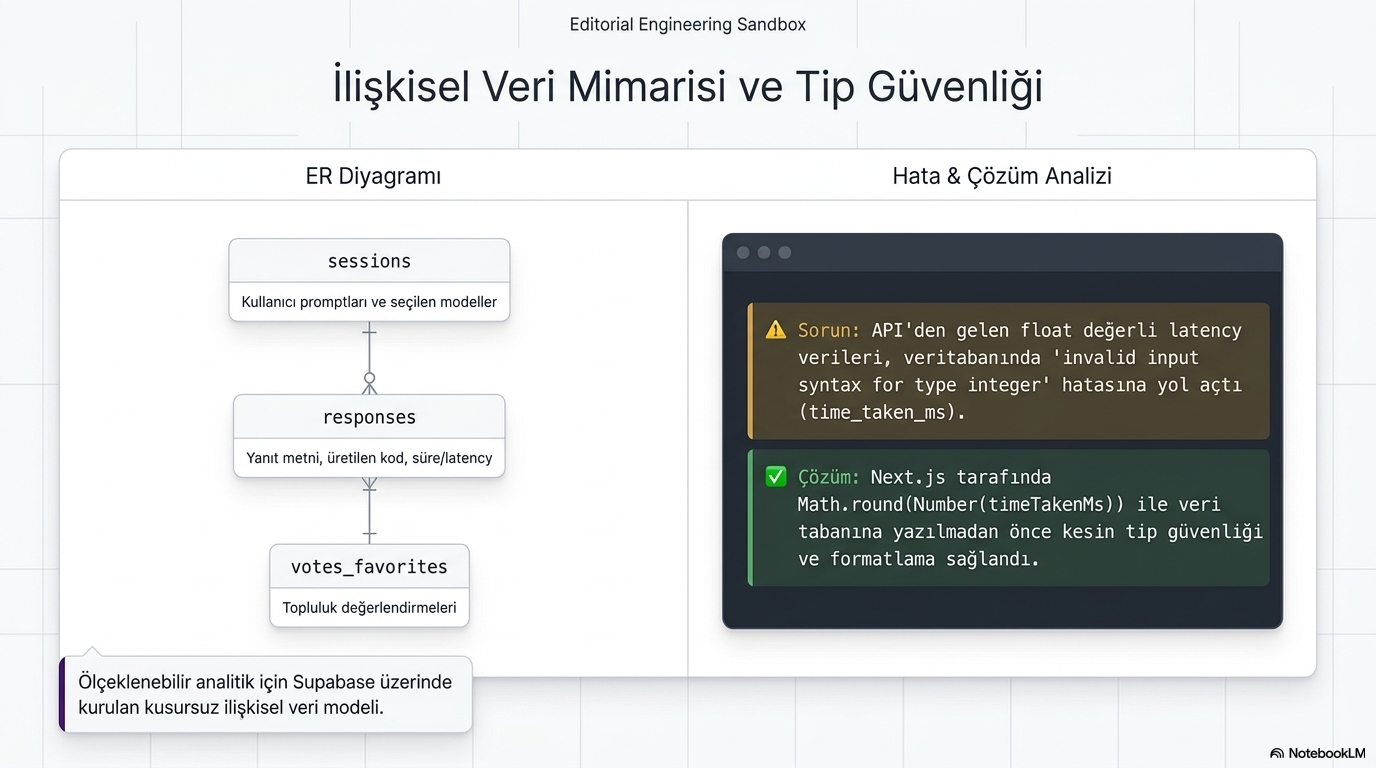 Editorial Engineering Sandbox
İlişkisel Veri Mimarisi ve Tip Güvenliği
ER Diyagramı
sessions
Kullanıcı promptları ve seçilen modeller
responses
Yanıt metni, üretilen kod, süre/latency
votes_favorites
Topluluk değerlendirmeleri
Ölçeklenebilir analitik için Supabase üzerinde
kurulan kusursuz ilişkisel veri modeli.
Hata & Çözüm Analizi
⚠️ Sorun: API'den gelen float değerli latency
verileri, veritabanında 'invalid input
syntax for type integer' hatasına yol açtı
(time_taken_ms).
✅ Çözüm: Next.js tarafında
Math.round(Number(timeTakenMs)) ile veri
tabanına yazılmadan önce kesin tip güvenliği
ve formatlama sağlandı.
NotebookLM